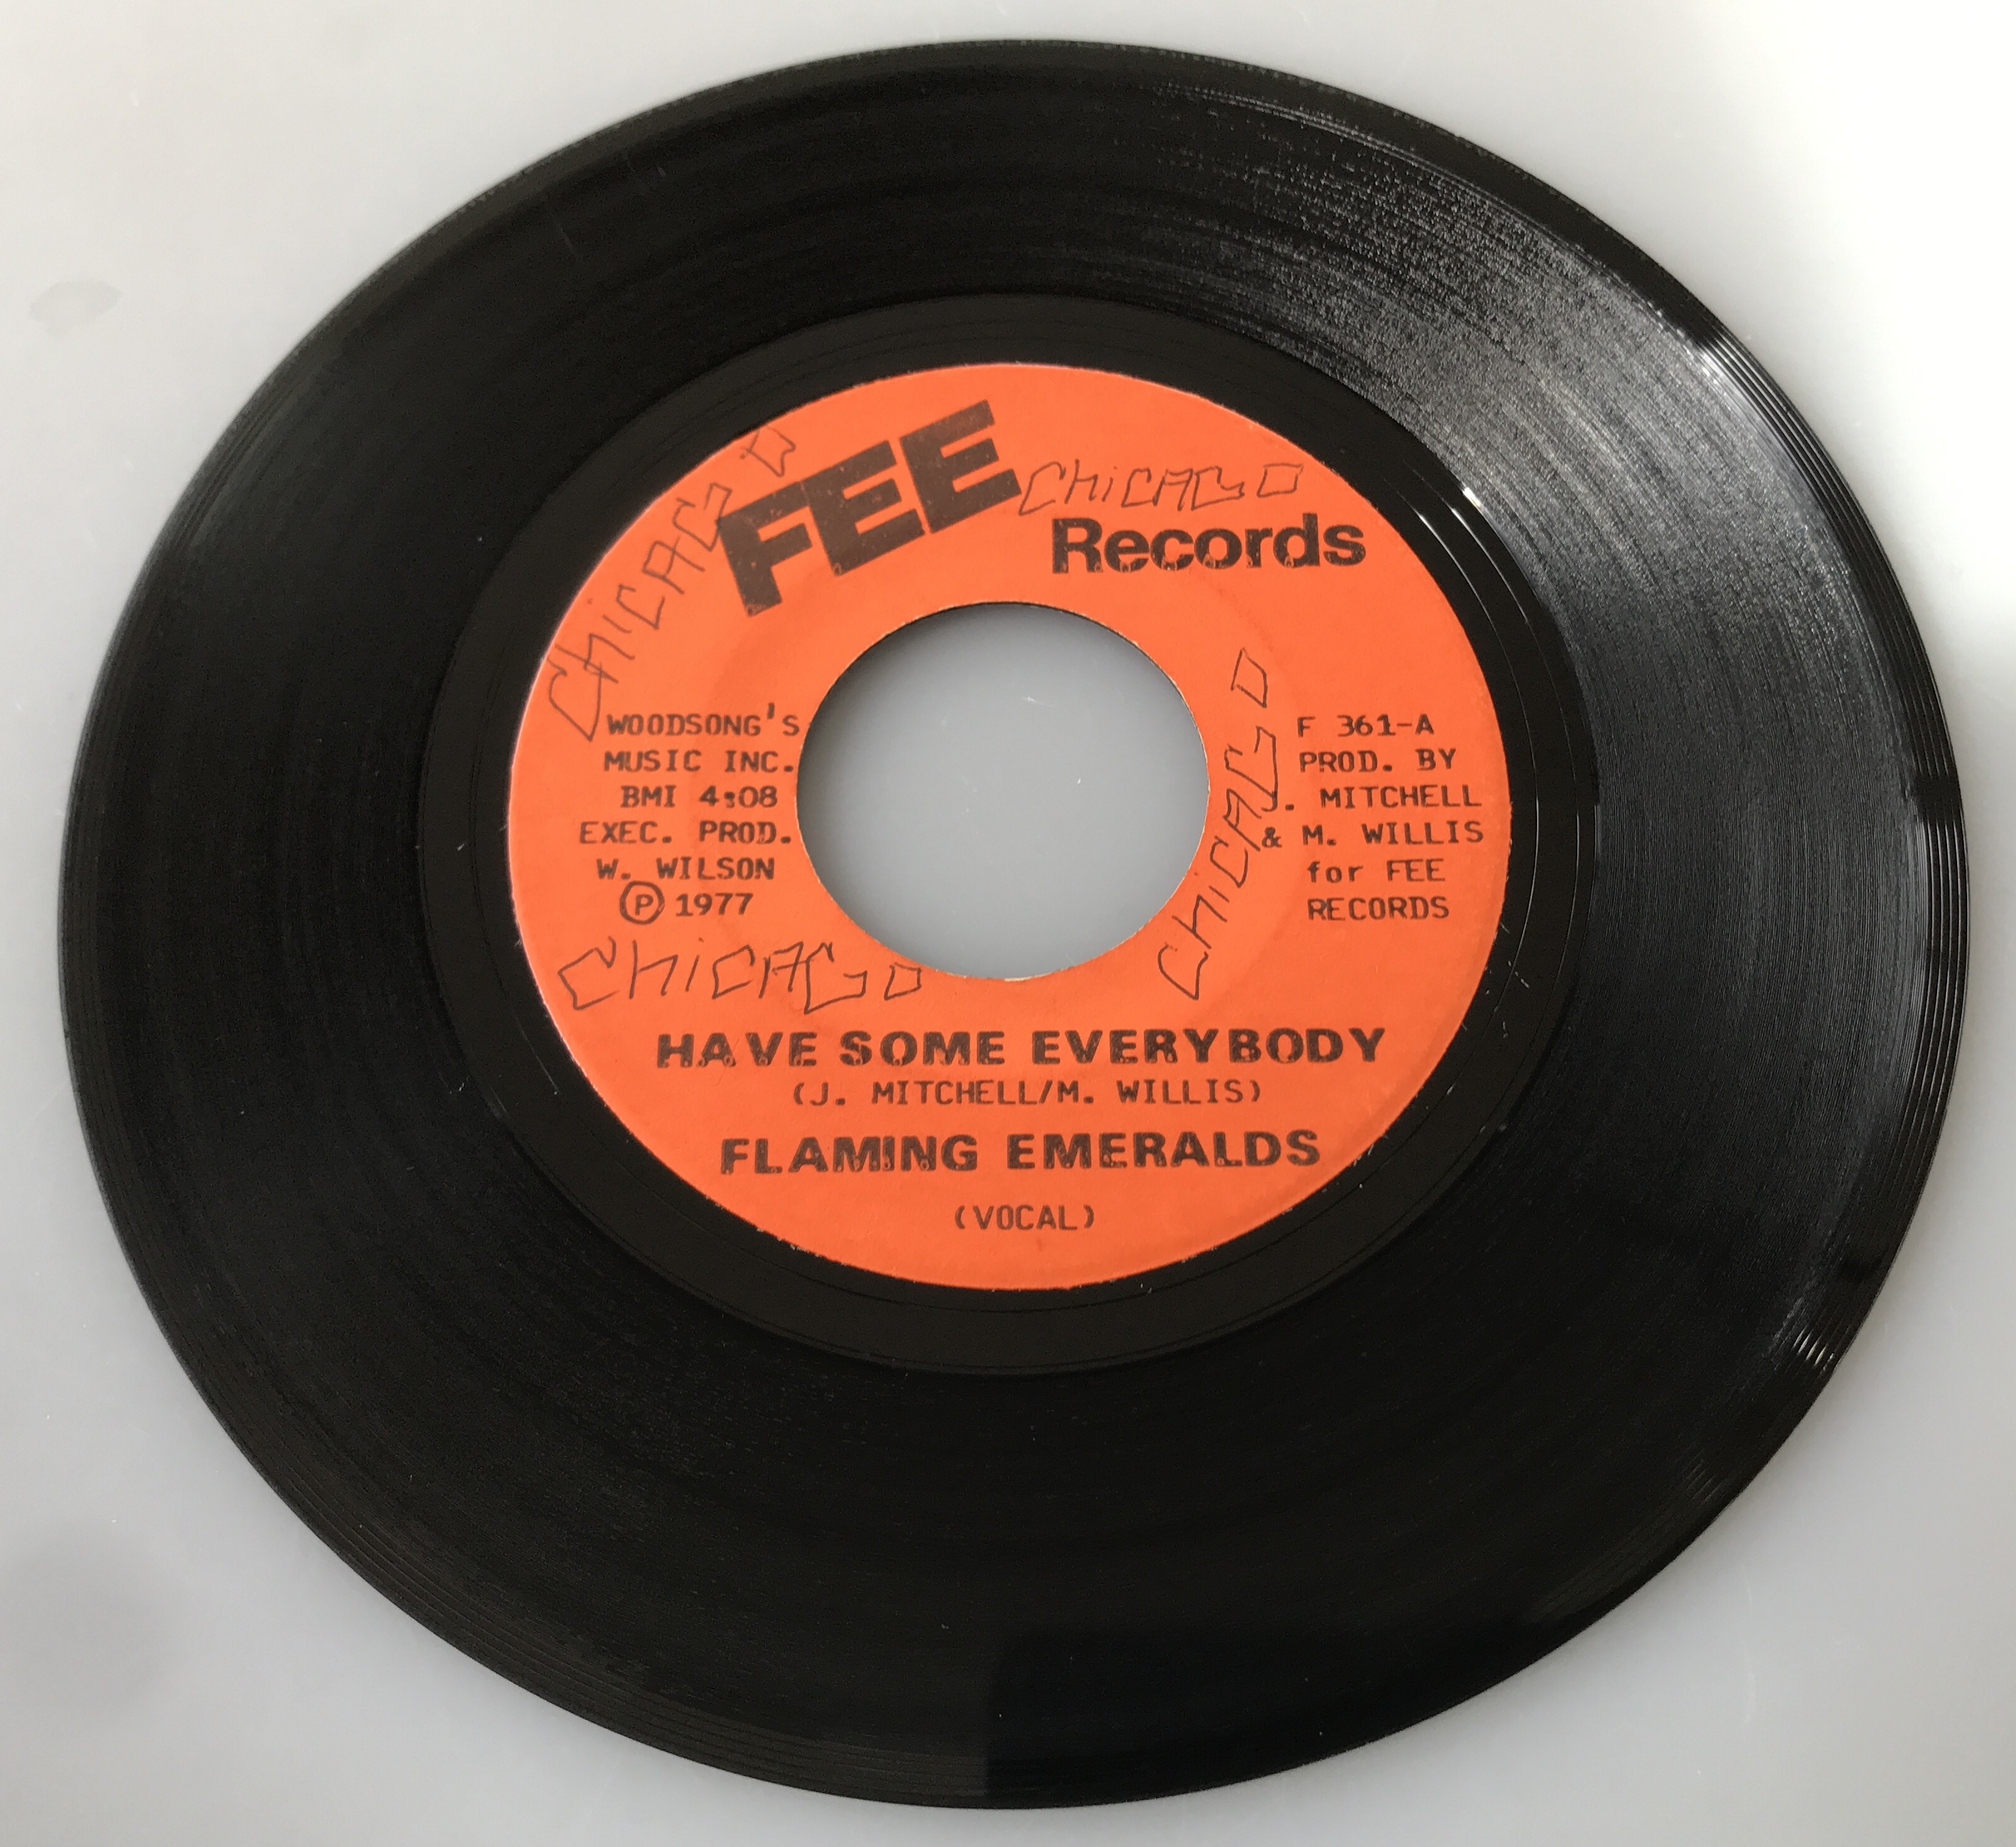 FEE
Records
CHiCAGO
CHiCAGO
WOODSONG'S
MUSIC INC.
BMI 4:08
EXEC. PROD.
W. WILSON
Ⓟ 1977
F 361-A
PROD. BY
J. MITCHELL
& M. WILLIS
for FEE
RECORDS
CHiCAGO
CHiCAGO
HAVE SOME EVERYBODY
(J. MITCHELL/M. WILLIS)
FLAMING EMERALDS
(VOCAL)